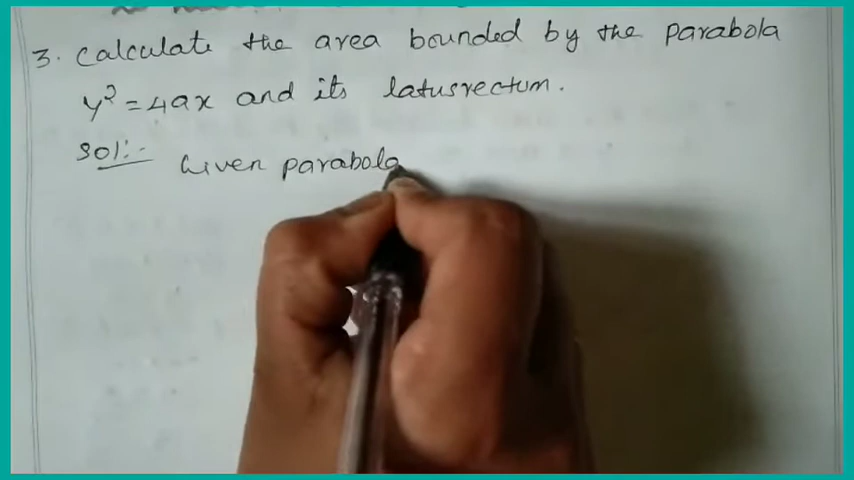 3. Calculate the area bounded by the parabola
y² = 4ax and its latusrectum.
Sol:- Given parabola